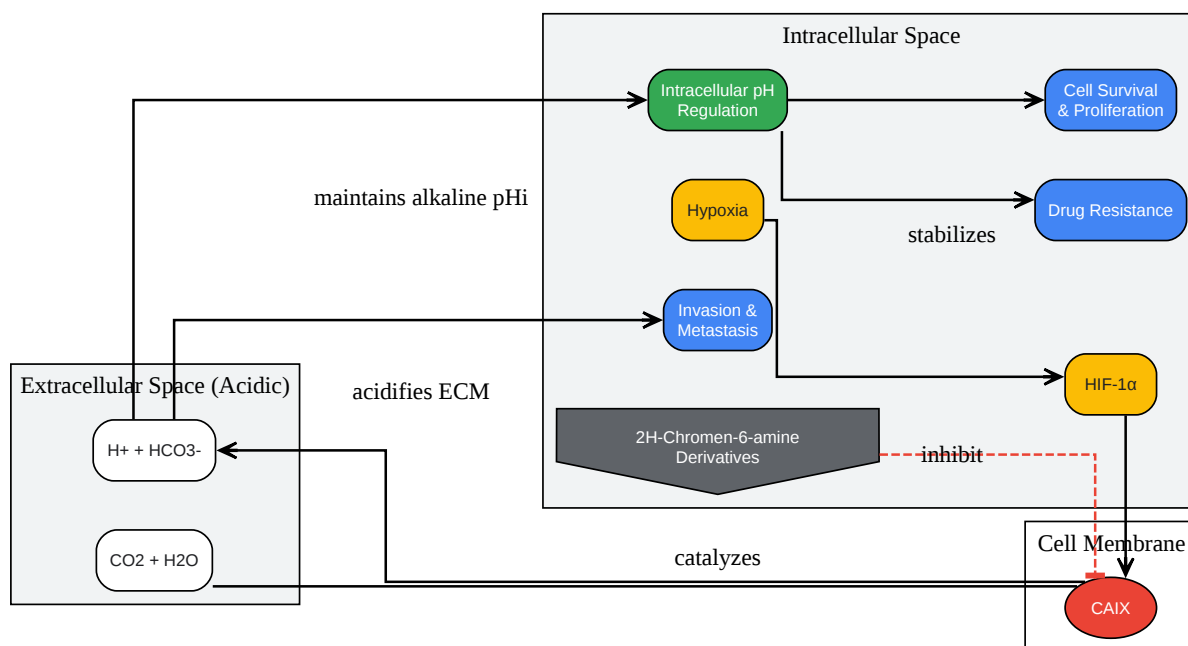 Intracellular Space
Intracellular pH
Regulation
Cell Survival
& Proliferation
maintains alkaline pHi
Hypoxia
Drug Resistance
stabilizes
Invasion &
Metastasis
Extracellular Space (Acidic)
acidifies ECM
HIF-1α
H+ + HCO3-
2H-Chromen-6-amine
Derivatives
inhibit
CO2 + H2O
catalyzes
Cell Membrane
CAIX